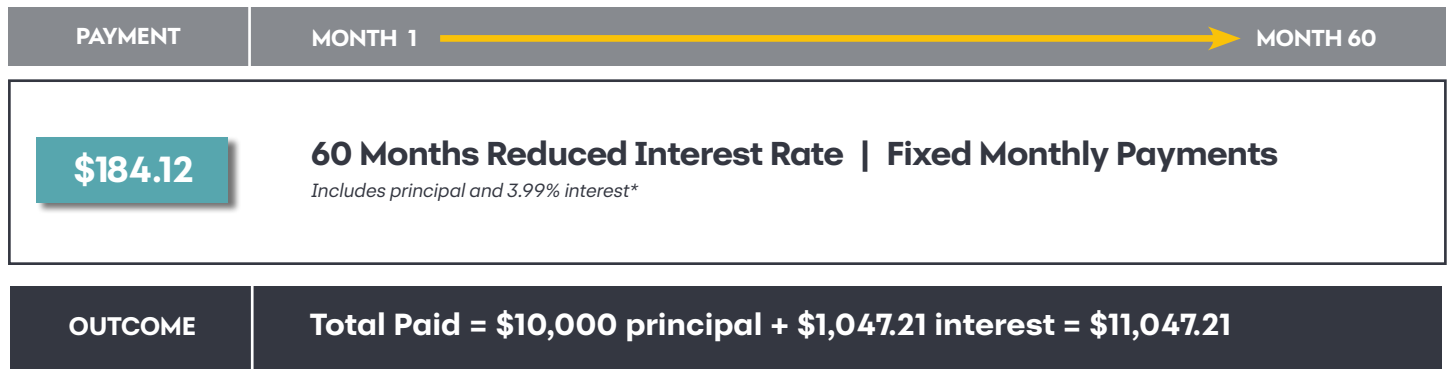 PAYMENT
MONTH 1
MONTH 60
$184.12
60 Months Reduced Interest Rate | Fixed Monthly Payments
Includes principal and 3.99% interest*
OUTCOME
Total Paid = $10,000 principal + $1,047.21 interest = $11,047.21